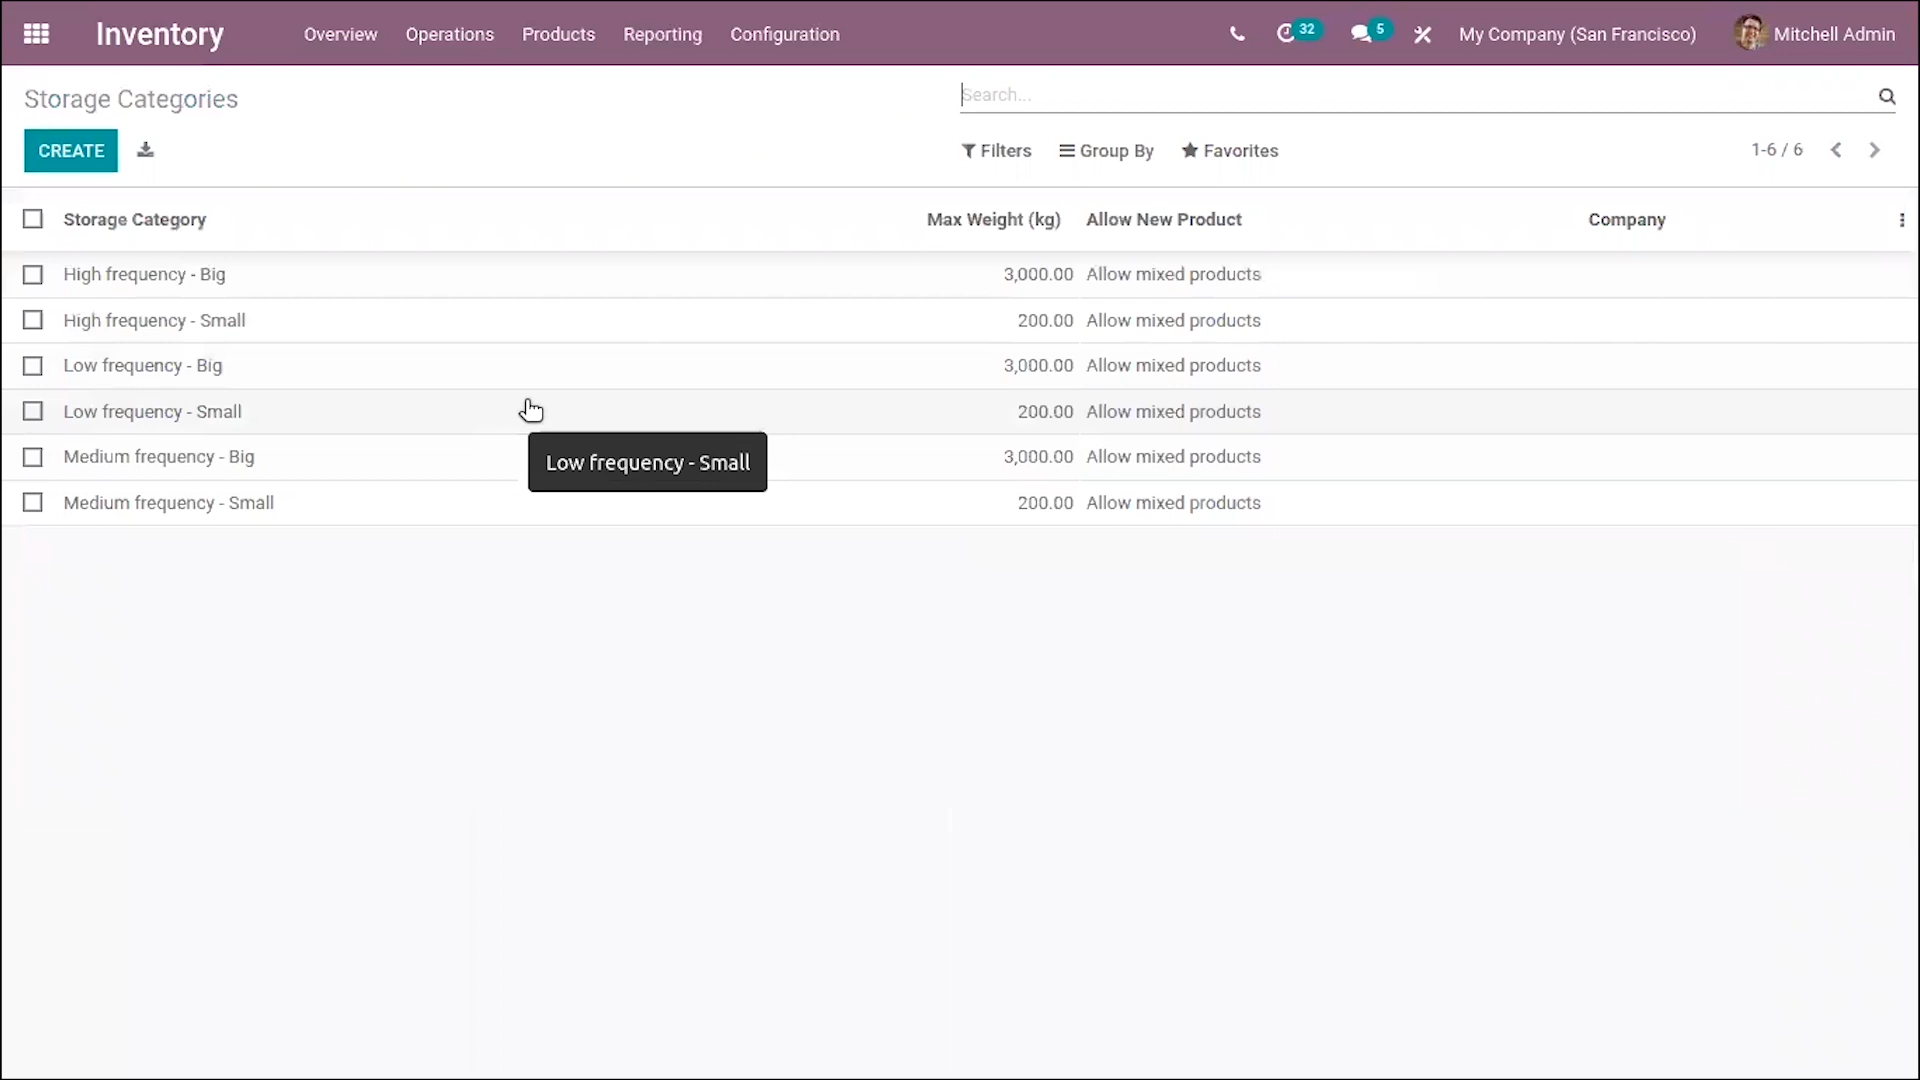 Inventory Overview Operations Products Reporting Configuration 32 5 My Company (San Francisco) Mitchell Admin
Storage Categories
Search...
CREATE
Filters Group By Favorites 1-6 / 6
Storage Category Max Weight (kg) Allow New Product Company
High frequency - Big 3,000.00 Allow mixed products
High frequency - Small 200.00 Allow mixed products
Low frequency - Big 3,000.00 Allow mixed products
Low frequency - Small 200.00 Allow mixed products
Medium frequency - Big 3,000.00 Allow mixed products
Low frequency - Small
Medium frequency - Small 200.00 Allow mixed products